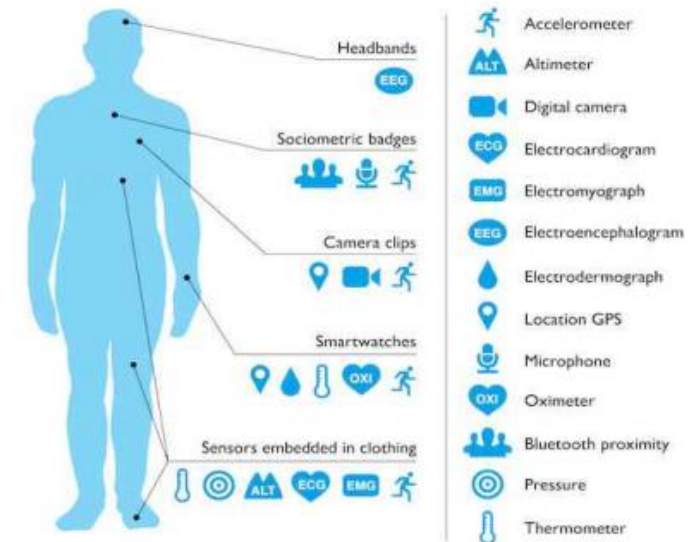 Headbands
EEG
Sociometric badges
Camera clips
Smartwatches
OXI
Sensors embedded in clothing
ALT
ECG
EMG
Accelerometer
ALT
Altimeter
Digital camera
ECG
Electrocardiogram
EMG
Electromyograph
EEG
Electroencephalogram
Electrodermograph
Location GPS
Microphone
OXI
Oximeter
Bluetooth proximity
Pressure
Thermometer